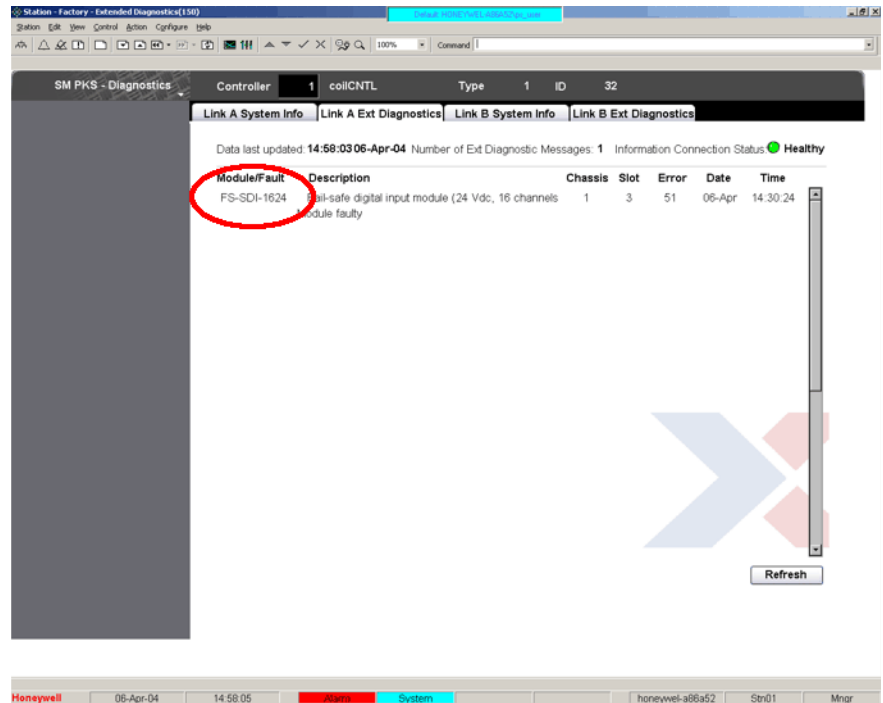 Station - Factory - Extended Diagnostics(150)
Default: HONEYWEL-A86A52\ps_user
Station Edit View Control Action Configure Help
100% Command
SM PKS - Diagnostics Controller 1 coilCNTL Type 1 ID 32
Link A System Info Link A Ext Diagnostics Link B System Info Link B Ext Diagnostics
Data last updated: 14:58:03 06-Apr-04 Number of Ext Diagnostic Messages: 1 Information Connection Status: Healthy
Module/Fault Description Chassis Slot Error Date Time
FS-SDI-1624 Fail-safe digital input module (24 Vdc, 16 channels 1 3 51 06-Apr 14:30:24
Module faulty
Refresh
Honeywell 06-Apr-04 14:58:05 Alarm System honeywel-a86a52 Stn01 Mngr